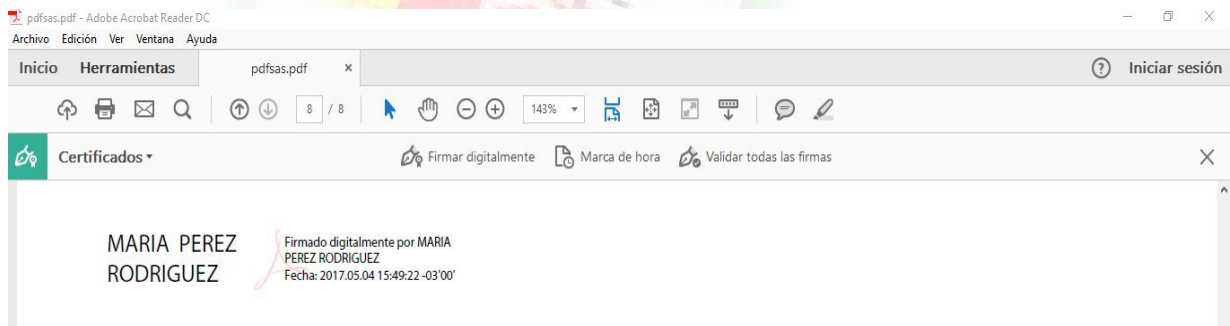 pdfsas.pdf - Adobe Acrobat Reader DC
Archivo Edición Ver Ventana Ayuda
Inicio Herramientas pdfsas.pdf × ? Iniciar sesión
8 / 8 143%
Certificados Firmar digitalmente Marca de hora Validar todas las firmas
MARIA PEREZ
RODRIGUEZ
Firmado digitalmente por MARIA
PEREZ RODRIGUEZ
Fecha: 2017.05.04 15:49:22 -03'00'